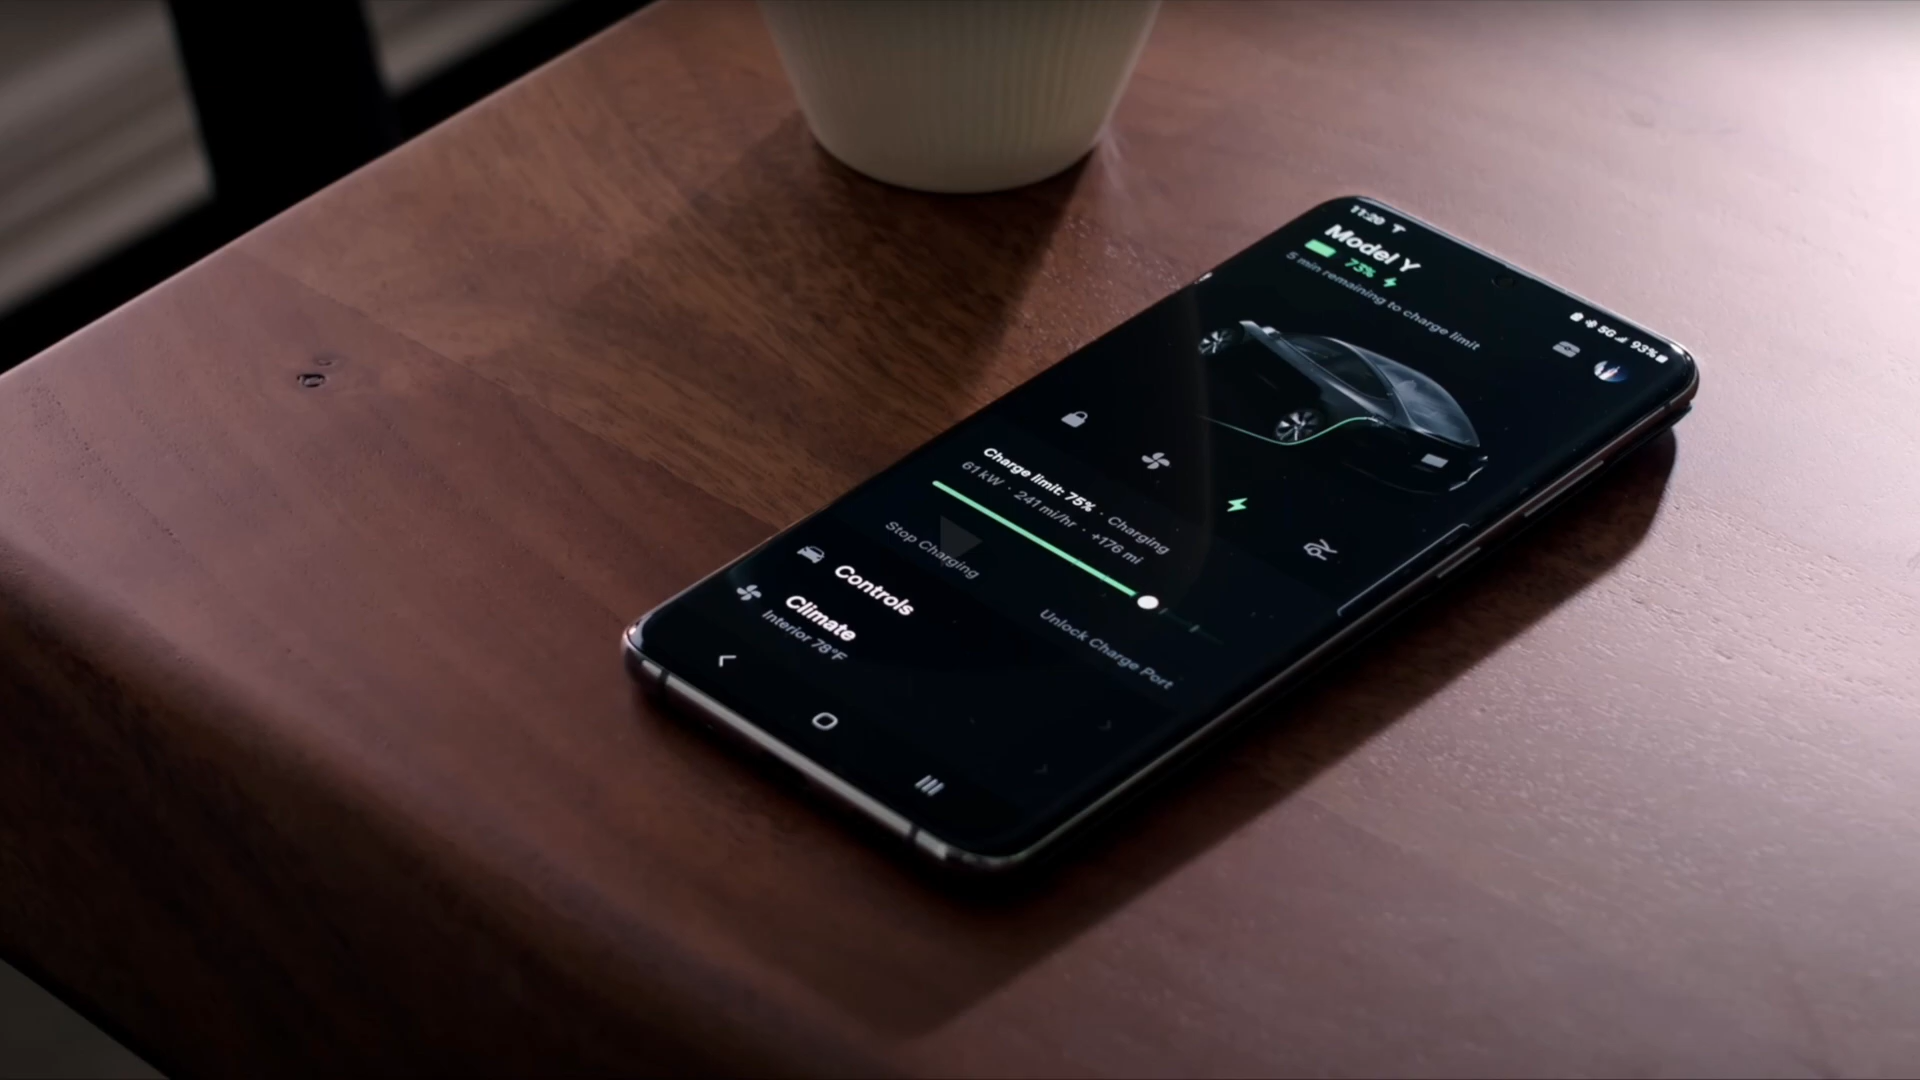 11:20
5G 93%
Model Y
73%
5 min remaining to charge limit
Charge limit: 75% · Charging
61 kW · 241 mi/hr · +176 mi
Stop Charging
Unlock Charge Port
Controls
Climate
Interior 78°F